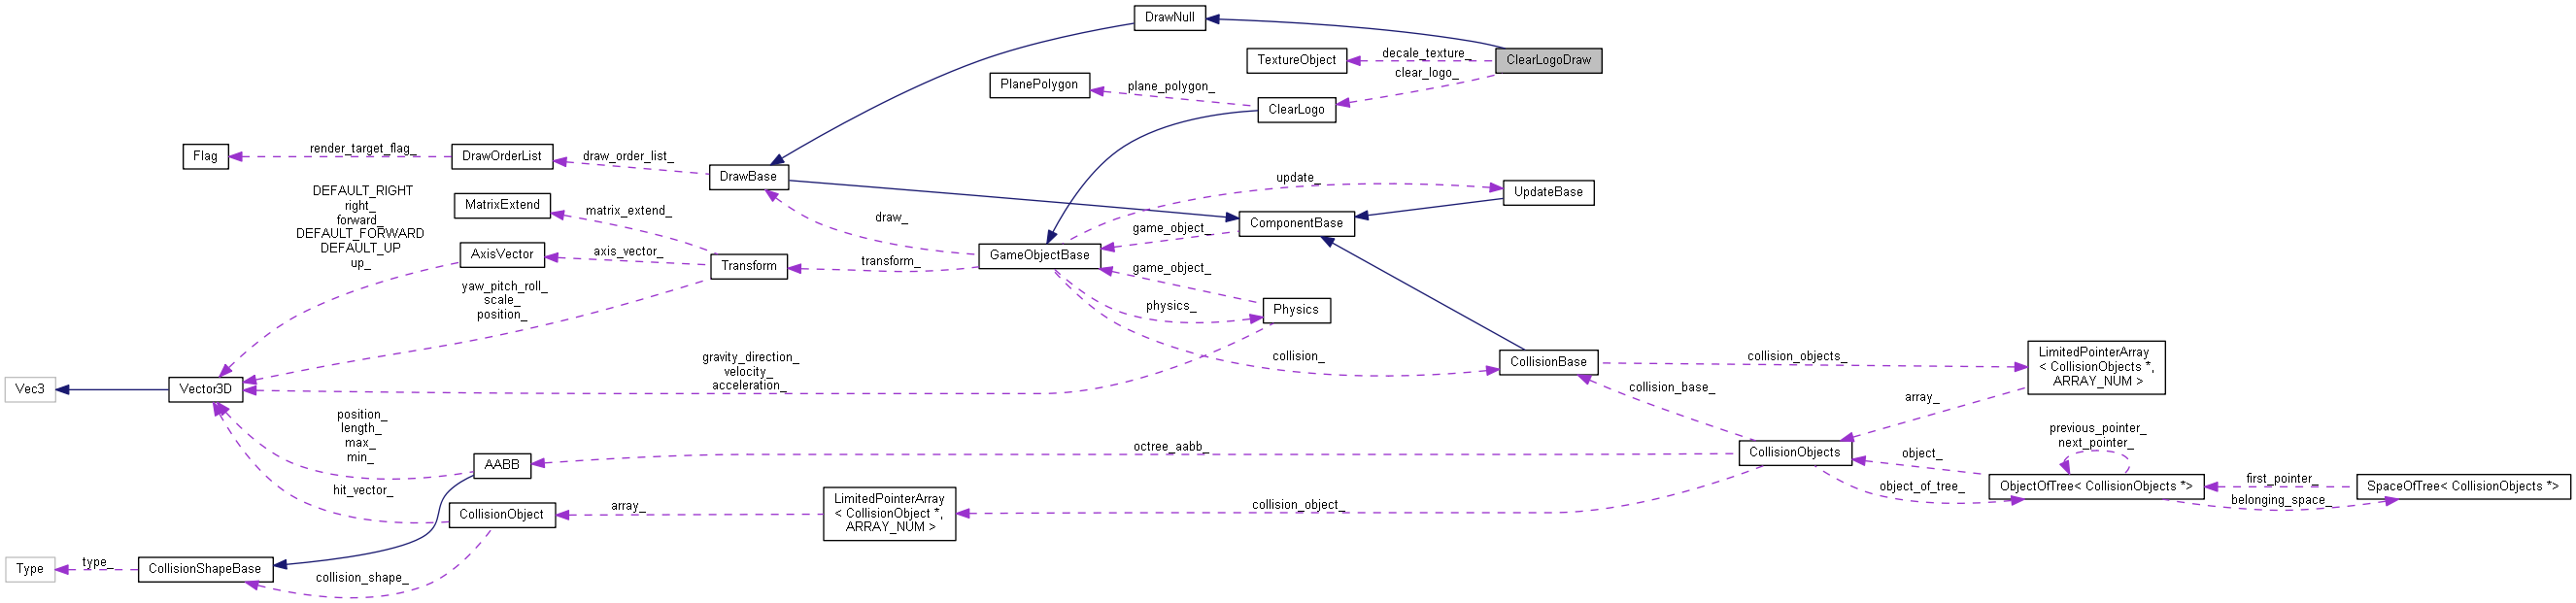 DrawNull
decale_texture_
ClearLogoDraw
TextureObject
clear_logo_
PlanePolygon
plane_polygon_
ClearLogo
Flag
render_target_flag_
DrawOrderList
draw_order_list_
DrawBase
DEFAULT_RIGHT
right_
forward_
DEFAULT_FORWARD
DEFAULT_UP
up_
MatrixExtend
matrix_extend_
draw_
update_
UpdateBase
ComponentBase
game_object_
AxisVector
axis_vector_
Transform
transform_
GameObjectBase
game_object_
yaw_pitch_roll_
scale_
position_
physics_
Physics
gravity_direction_
velocity_
acceleration_
collision_
CollisionBase
collision_objects_
LimitedPointerArray
< CollisionObjects *,
ARRAY_NUM >
Vec3
Vector3D
collision_base_
array_
position_
length_
max_
min_
octree_aabb_
AABB
CollisionObjects
object_
previous_pointer_
next_pointer_
hit_vector_
CollisionObject
array_
LimitedPointerArray
< CollisionObject *,
ARRAY_NUM >
collision_object_
object_of_tree_
ObjectOfTree< CollisionObjects *>
first_pointer_
belonging_space_
SpaceOfTree< CollisionObjects *>
Type
type_
CollisionShapeBase
collision_shape_